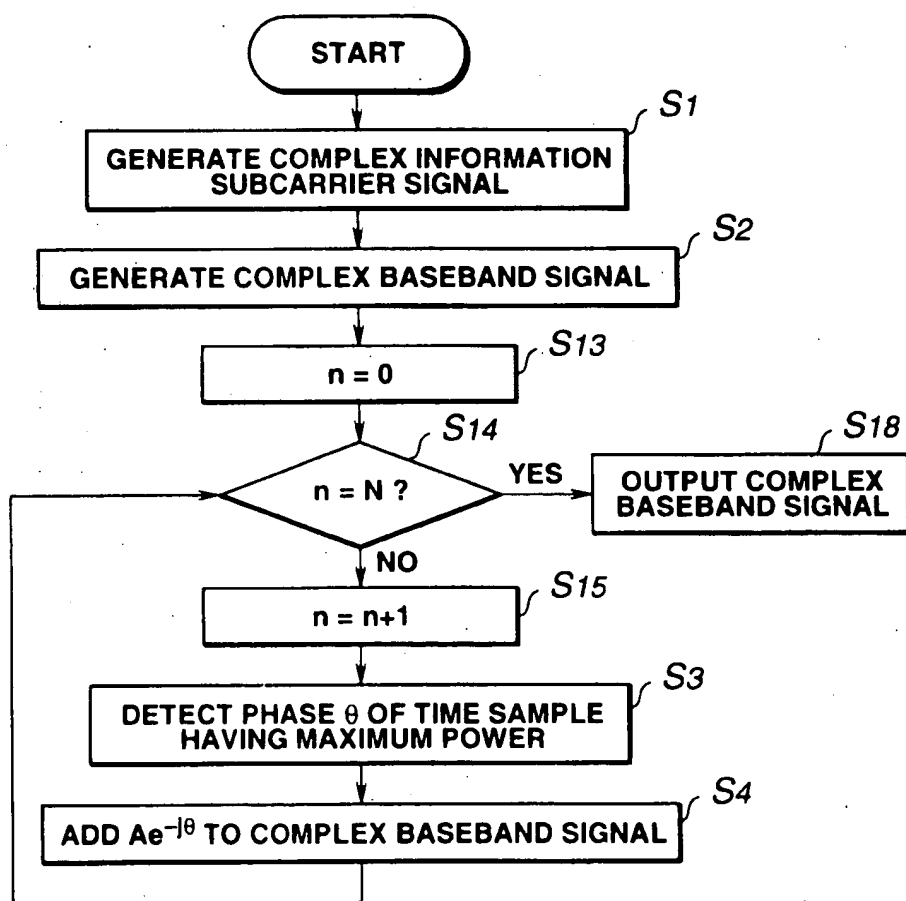 START
S1
GENERATE COMPLEX INFORMATION
SUBCARRIER SIGNAL
S2
GENERATE COMPLEX BASEBAND SIGNAL
S13
n = 0
S14
n = N ?
YES
S18
OUTPUT COMPLEX
BASEBAND SIGNAL
NO
S15
n = n+1
S3
DETECT PHASE θ OF TIME SAMPLE
HAVING MAXIMUM POWER
S4
ADD Ae⁻ʲᶿ TO COMPLEX BASEBAND SIGNAL